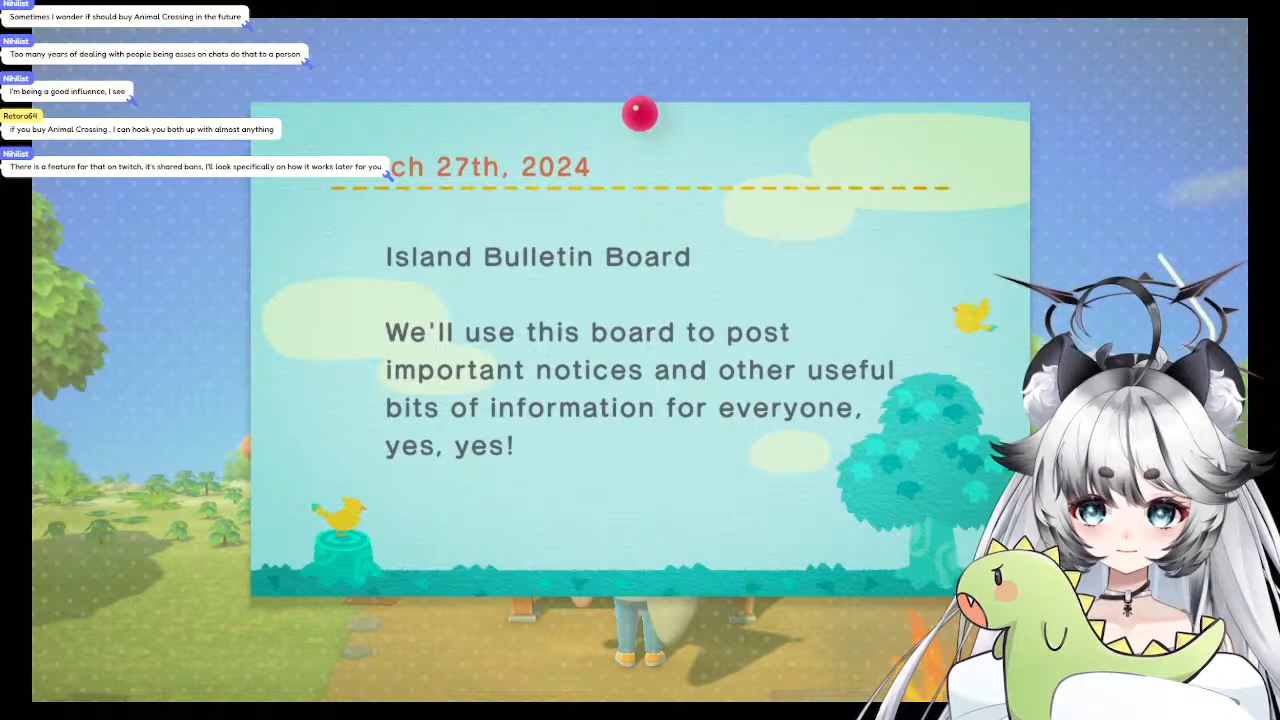 Nihilist
Sometimes I wonder if should buy Animal Crossing in the future
Nihilist
Too many years of dealing with people being asses on chats do that to a person
Nihilist
I'm being a good influence, I see
Retoro64
if you buy Animal Crossing , I can hook you both up with almost anything
Nihilist
There is a feature for that on twitch, it's shared bans, I'll look specifically on how it works later for you
ch 27th, 2024
Island Bulletin Board
We'll use this board to post
important notices and other useful
bits of information for everyone,
yes, yes!